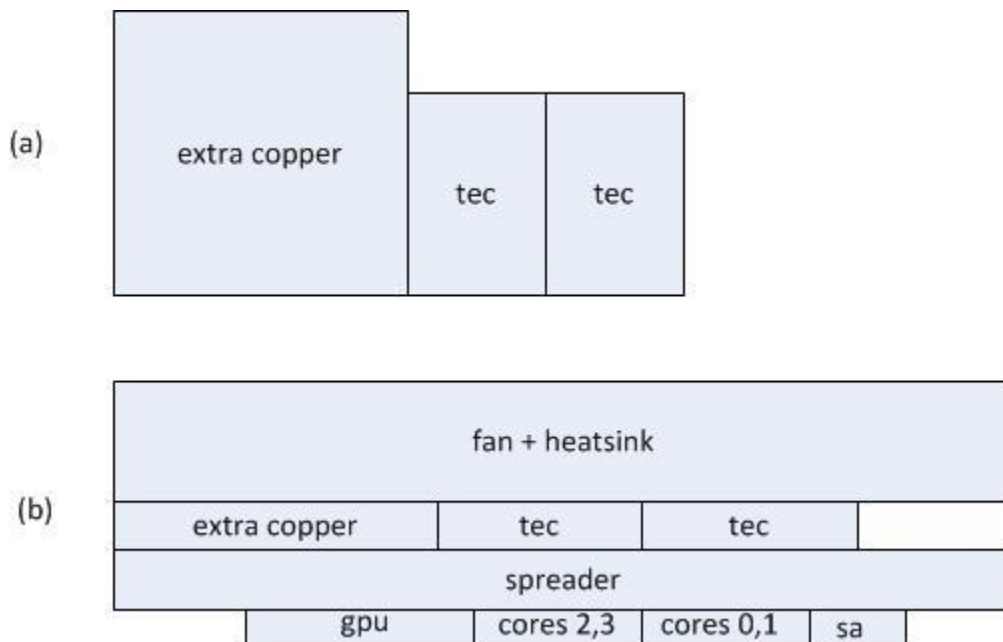 (a)
extra copper
tec
tec
(b)
fan + heatsink
extra copper
tec
tec
spreader
gpu
cores 2,3
cores 0,1
sa